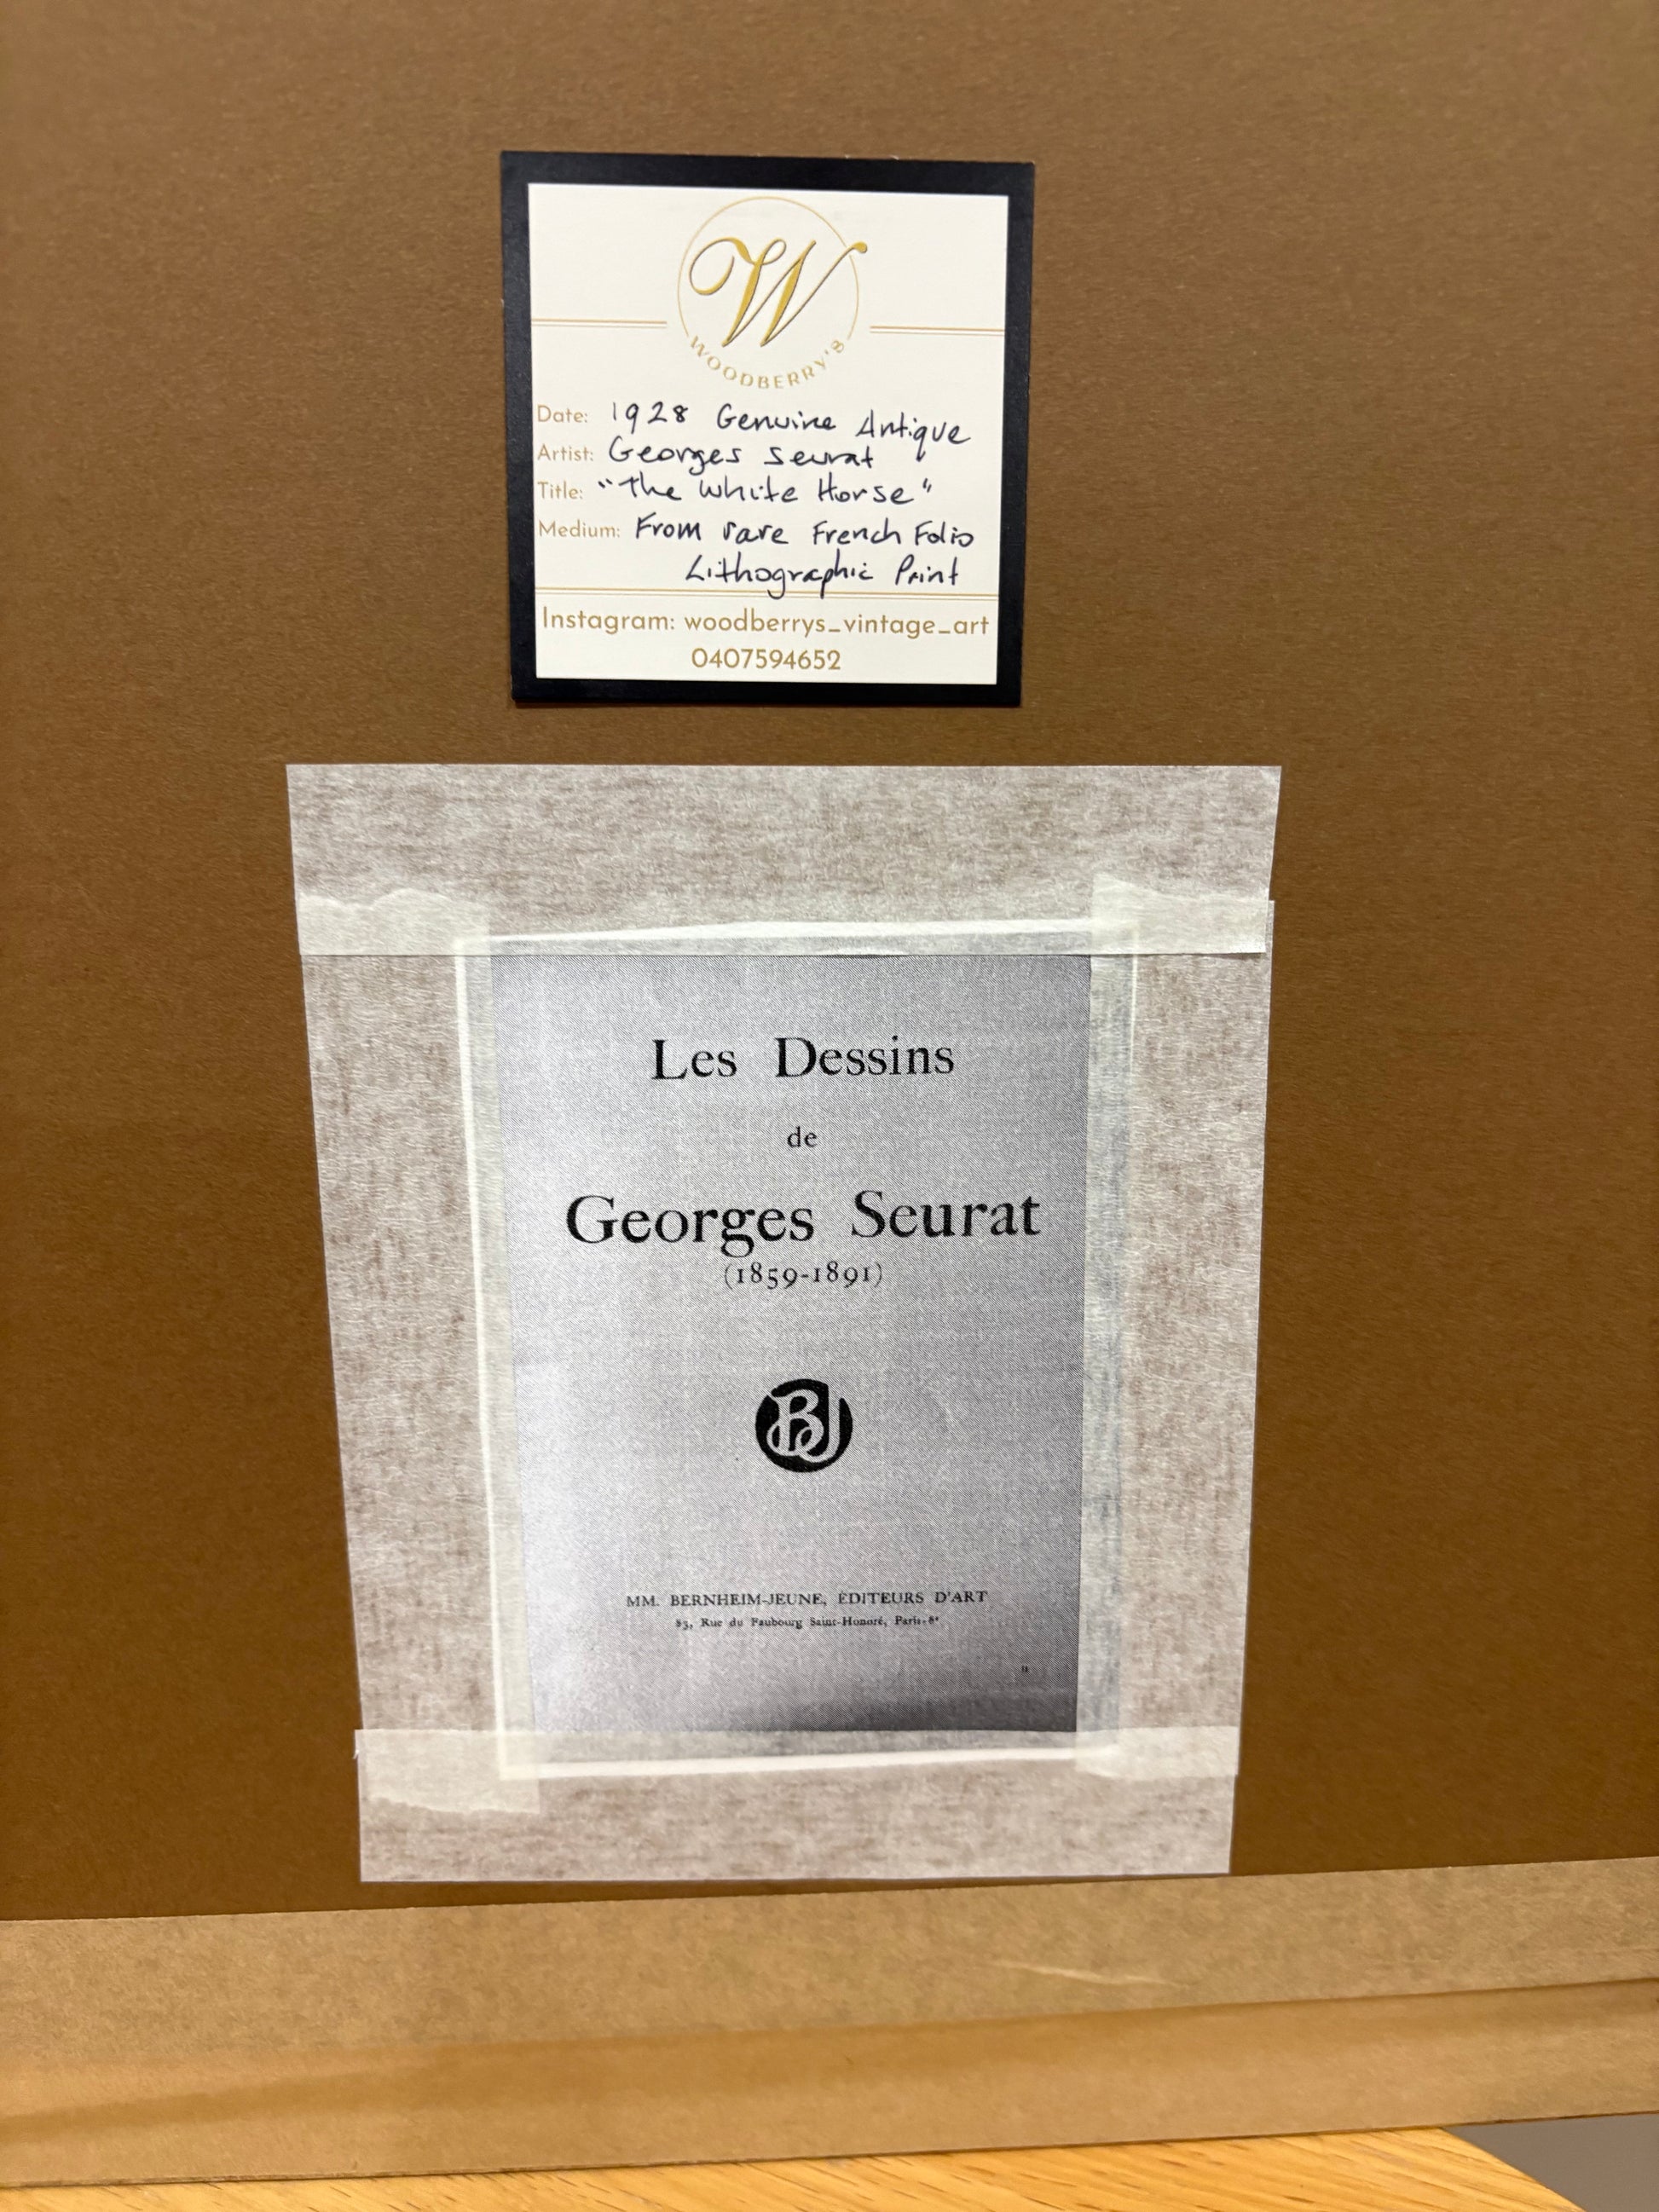 W
WOODBERRY'S
Date: 1928 Genuine Antique
Artist: Georges Seurat
Title: "The White Horse"
Medium: From rare French Folio
Lithographic Print
Instagram: woodberrys_vintage_art
0407594652
Les Dessins
de
Georges Seurat
(1859-1891)
BJ
MM. BERNHEIM-JEUNE, ÉDITEURS D'ART
83, Rue du Faubourg Saint-Honoré, Paris-8e